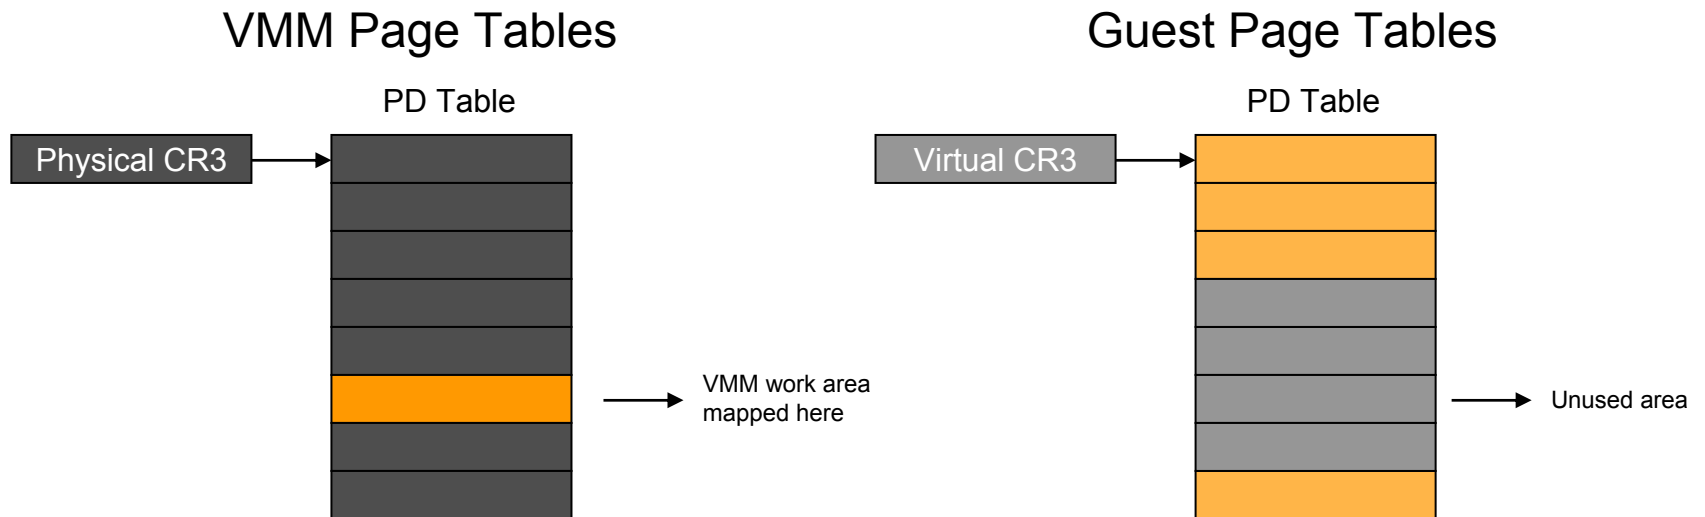 VMM Page Tables
PD Table
Physical CR3
VMM work area
mapped here
Guest Page Tables
PD Table
Virtual CR3
Unused area